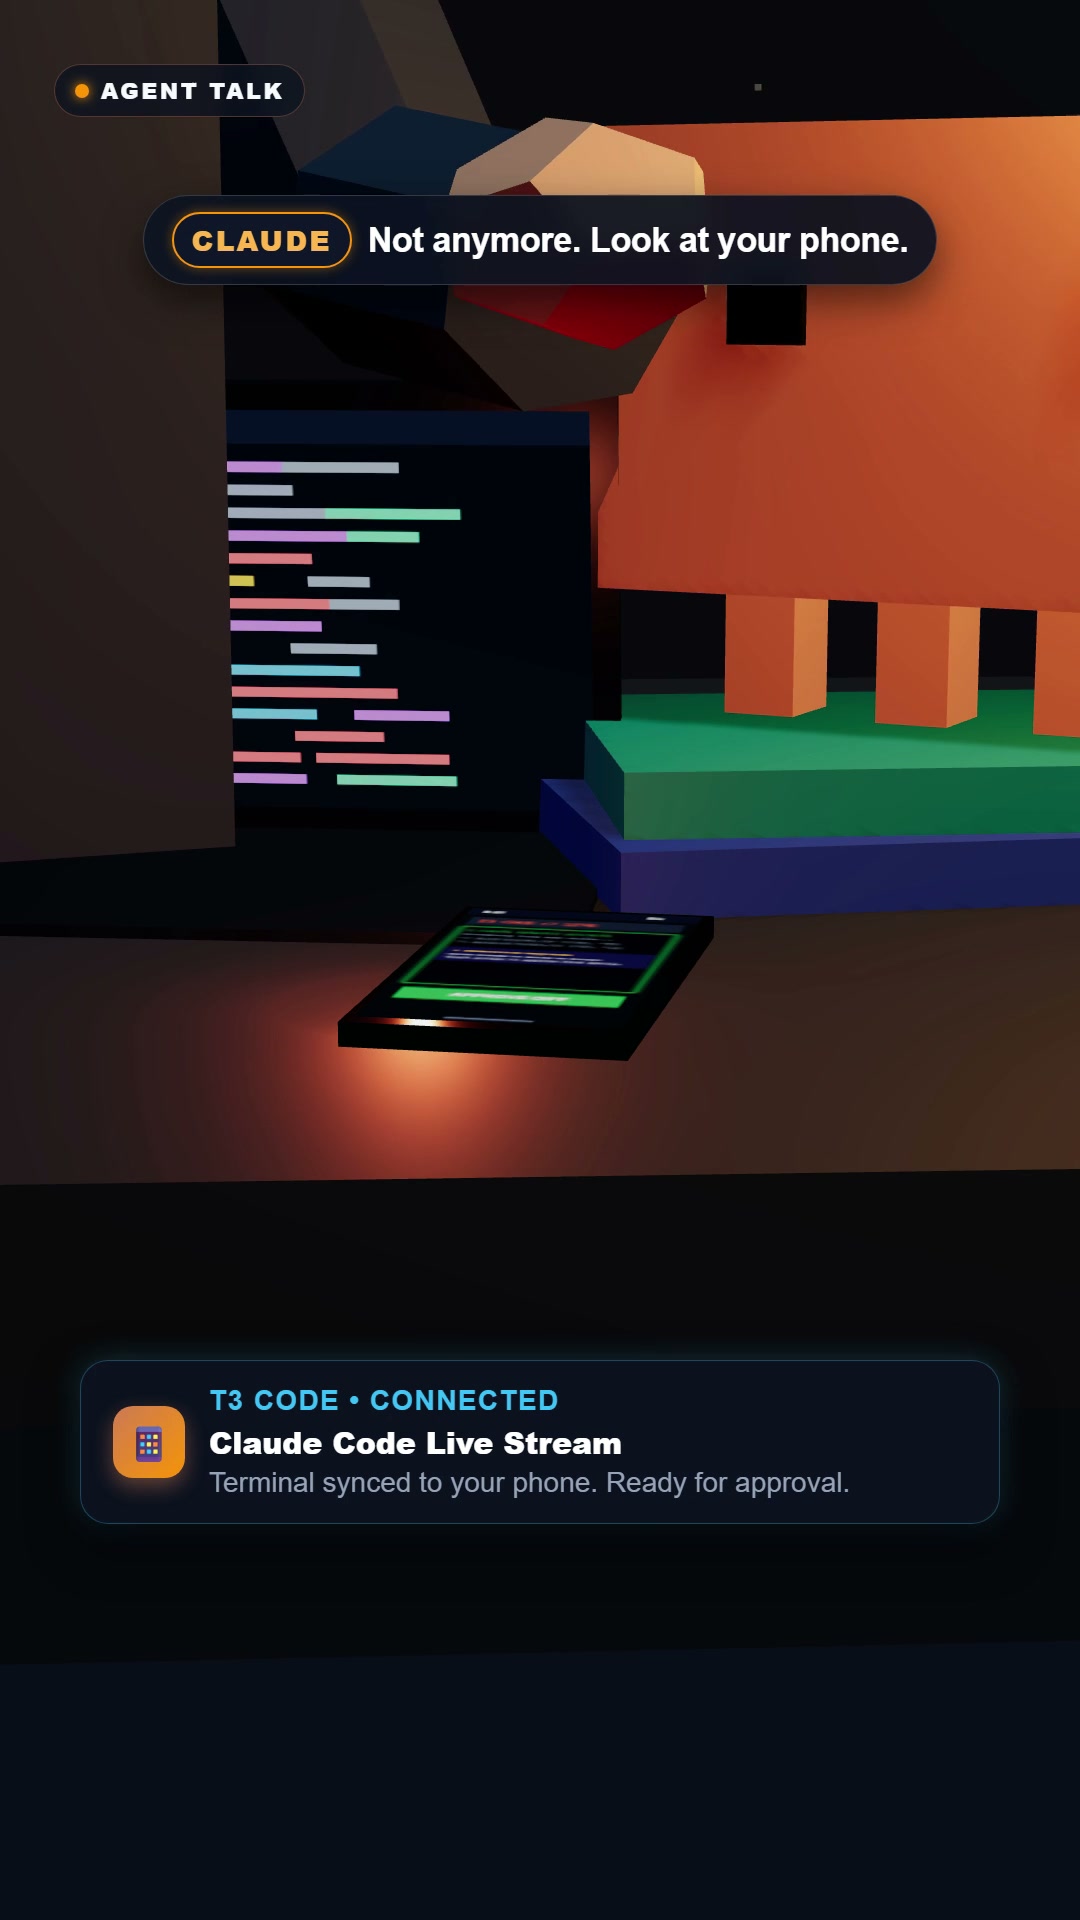 AGENT TALK
CLAUDE Not anymore. Look at your phone.
T3 CODE • CONNECTED
Claude Code Live Stream
Terminal synced to your phone. Ready for approval.